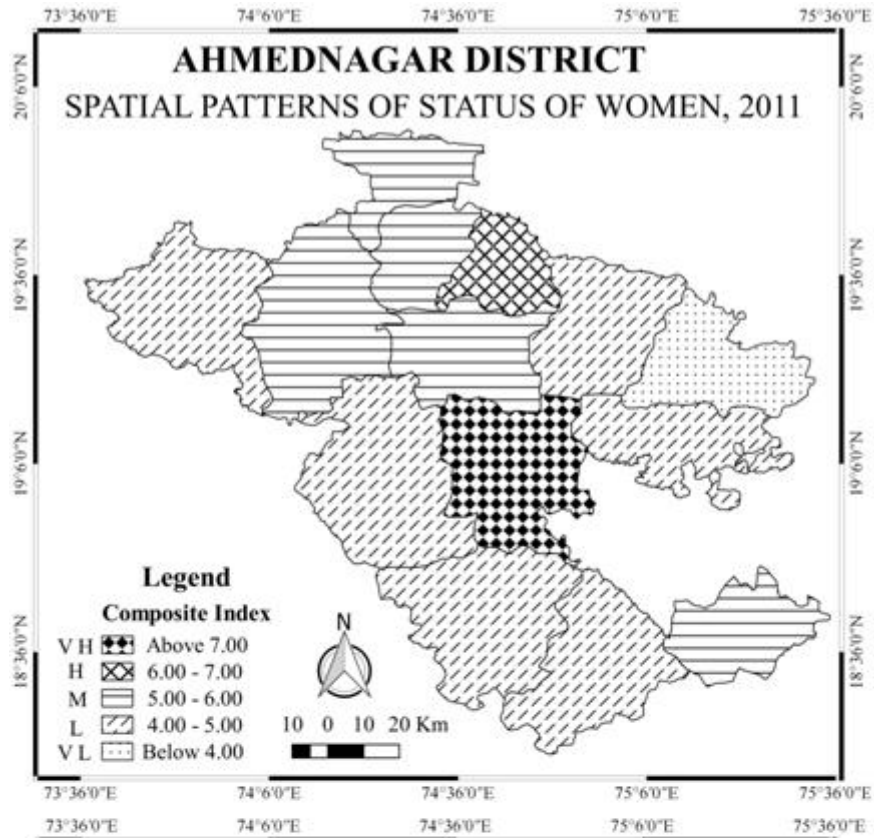 73°36'0"E 74°6'0"E 74°36'0"E 75°6'0"E 75°36'0"E
AHMEDNAGAR DISTRICT
SPATIAL PATTERNS OF STATUS OF WOMEN, 2011
20°6'0"N 20°6'0"N
19°36'0"N 19°36'0"N
19°6'0"N 19°6'0"N
18°36'0"N 18°36'0"N
Legend
Composite Index
V H Above 7.00
H 6.00 - 7.00
M 5.00 - 6.00
L 4.00 - 5.00
V L Below 4.00
N
10 0 10 20 Km
73°36'0"E 74°6'0"E 74°36'0"E 75°6'0"E 75°36'0"E
73°36'0"E 74°6'0"E 74°36'0"E 75°6'0"E 75°36'0"E